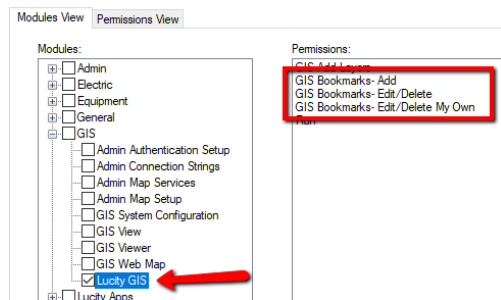 Modules View Permissions View
Modules: Permissions:
Admin
Electric
Equipment
General
GIS
Admin Authentication Setup
Admin Connection Strings
Admin Map Services
Admin Map Setup
GIS System Configuration
GIS View
GIS Viewer
GIS Web Map
Lucity GIS
Lucity Apps
GIS Add Layers
GIS Bookmarks- Add
GIS Bookmarks- Edit/Delete
GIS Bookmarks- Edit/Delete My Own
Run